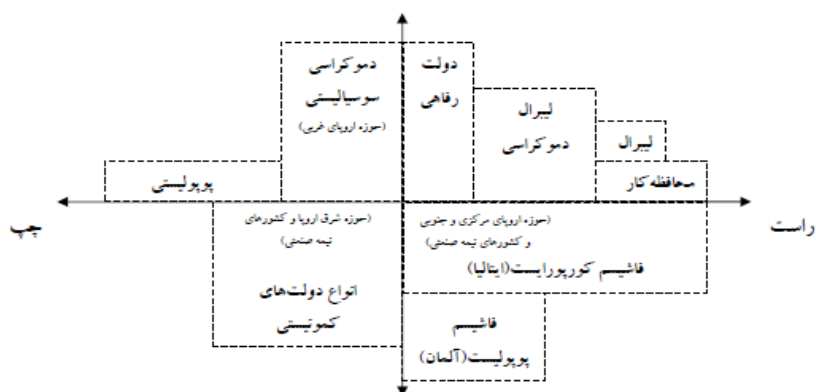 دموکراسی
سوسیالیستی
(حوزه اروپای غربی)
دولت
رفاهی
لیبرال
دموکراسی
لیبرال
محافظه‌کار
پوپولیستی
راست
چپ
(حوزه اروپای مرکزی و جنوبی
و کشورهای نیمه صنعتی)
فاشیسم کورپورایست(ایتالیا)
(حوزه شرق اروپا و کشورهای
نیمه صنعتی)
انواع دولت‌های
کمونیستی
فاشیسم
پوپولیست(آلمان)